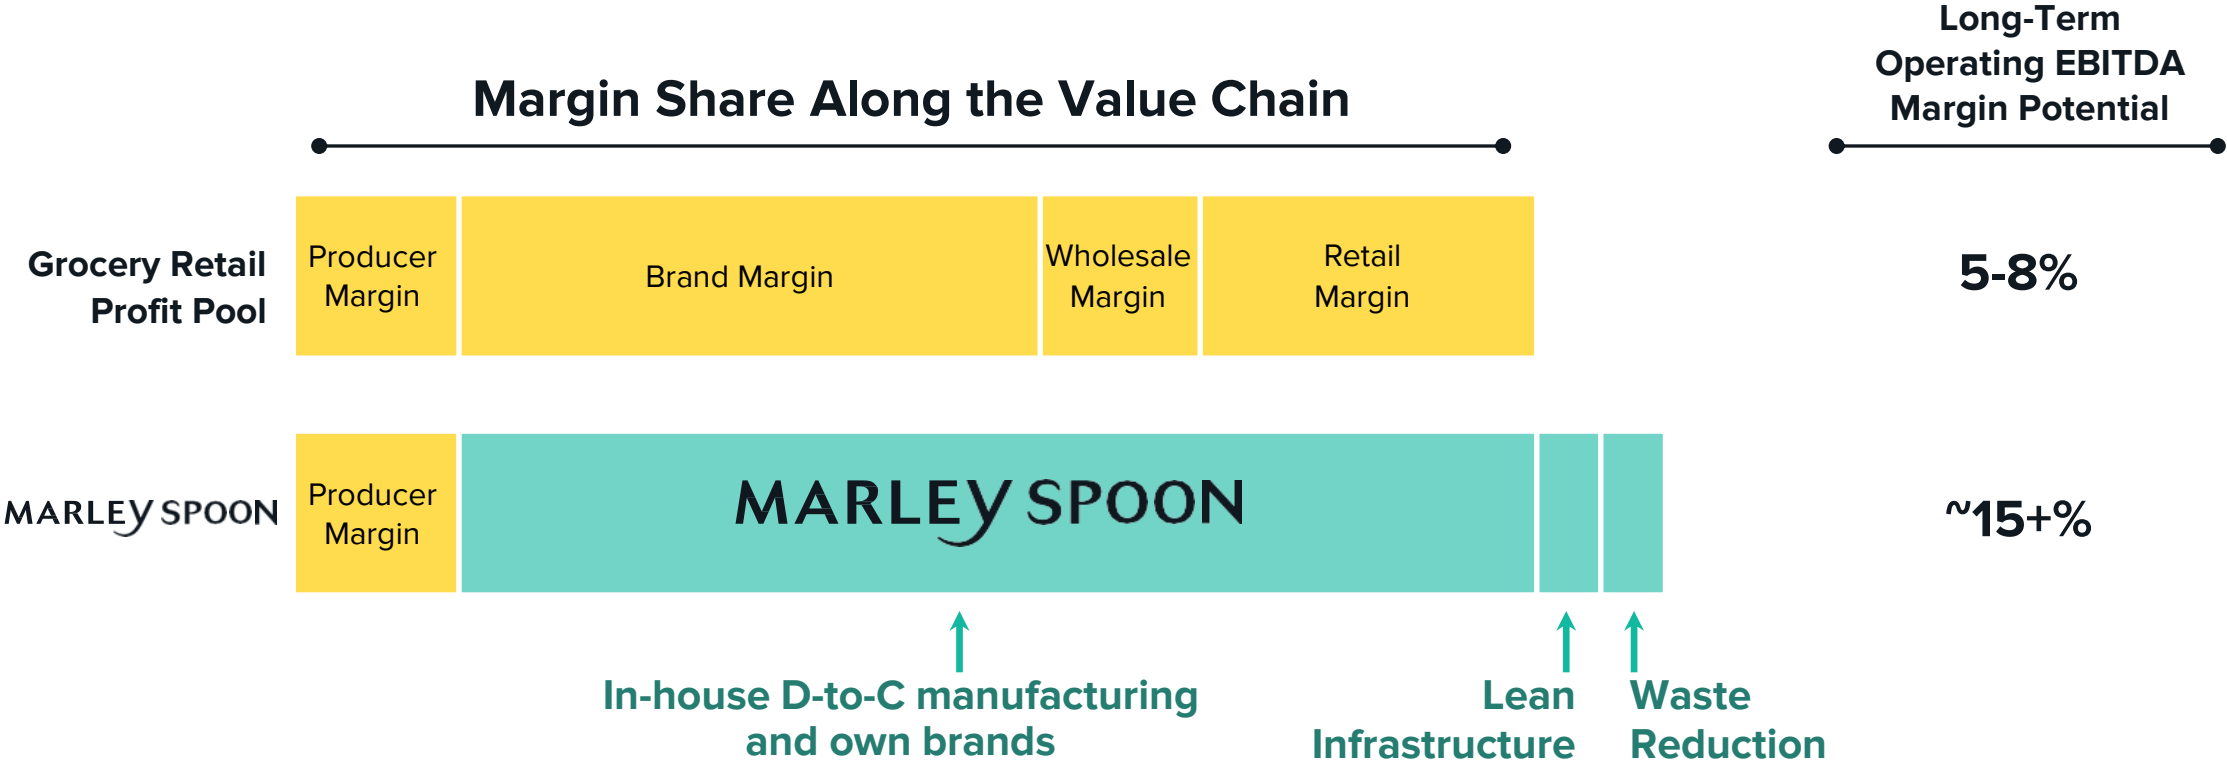 Long-Term
Operating EBITDA
Margin Potential
Margin Share Along the Value Chain
Grocery Retail
Profit Pool
Producer
Margin
Brand Margin
Wholesale
Margin
Retail
Margin
5-8%
MARLEY SPOON
Producer
Margin
MARLEY SPOON
~15+%
In-house D-to-C manufacturing
and own brands
Lean
Infrastructure
Waste
Reduction